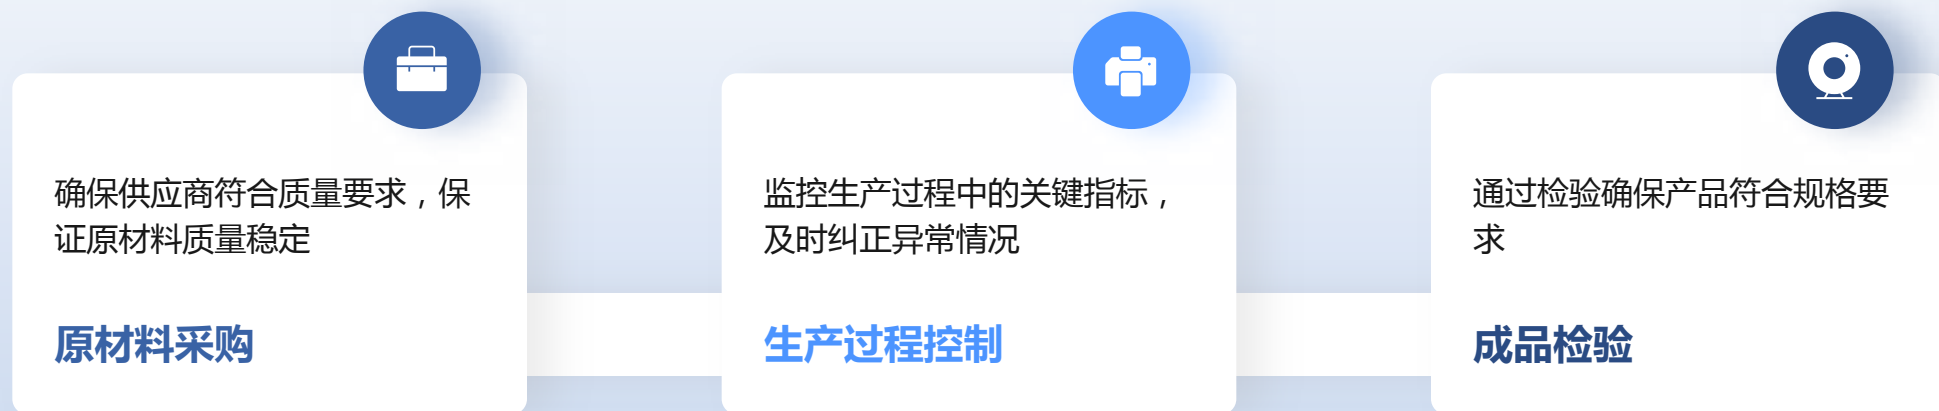 确保供应商符合质量要求，保
证原材料质量稳定
原材料采购
监控生产过程中的关键指标，
及时纠正异常情况
生产过程控制
通过检验确保产品符合规格要
求
成品检验